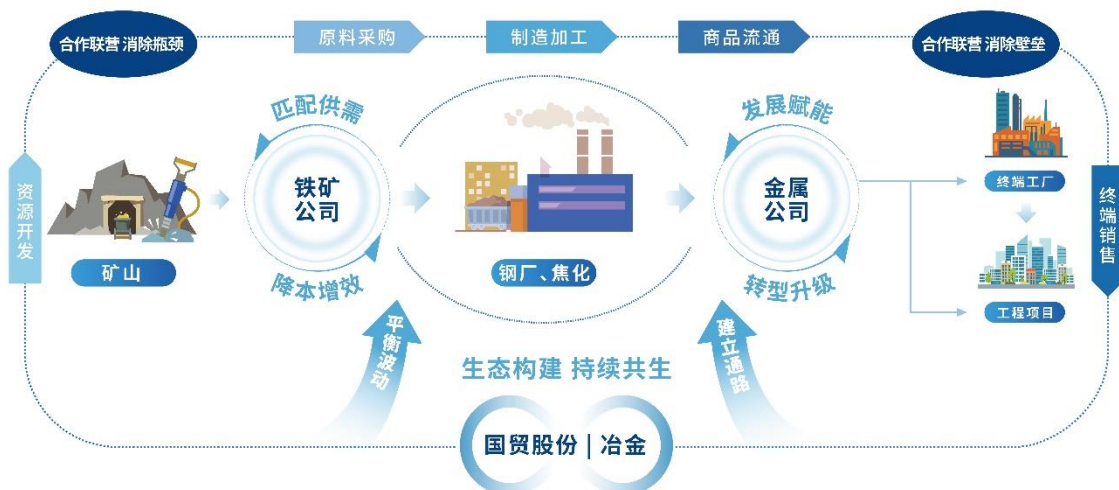 合作联营 消除瓶颈
原料采购
制造加工
商品流通
合作联营 消除壁垒
资源开发
矿山
匹配供需
铁矿
公司
降本增效
钢厂、焦化
发展赋能
金属
公司
转型升级
终端工厂
工程项目
终端销售
平衡波动
建立通路
生态构建 持续共生
国贸股份 | 冶金